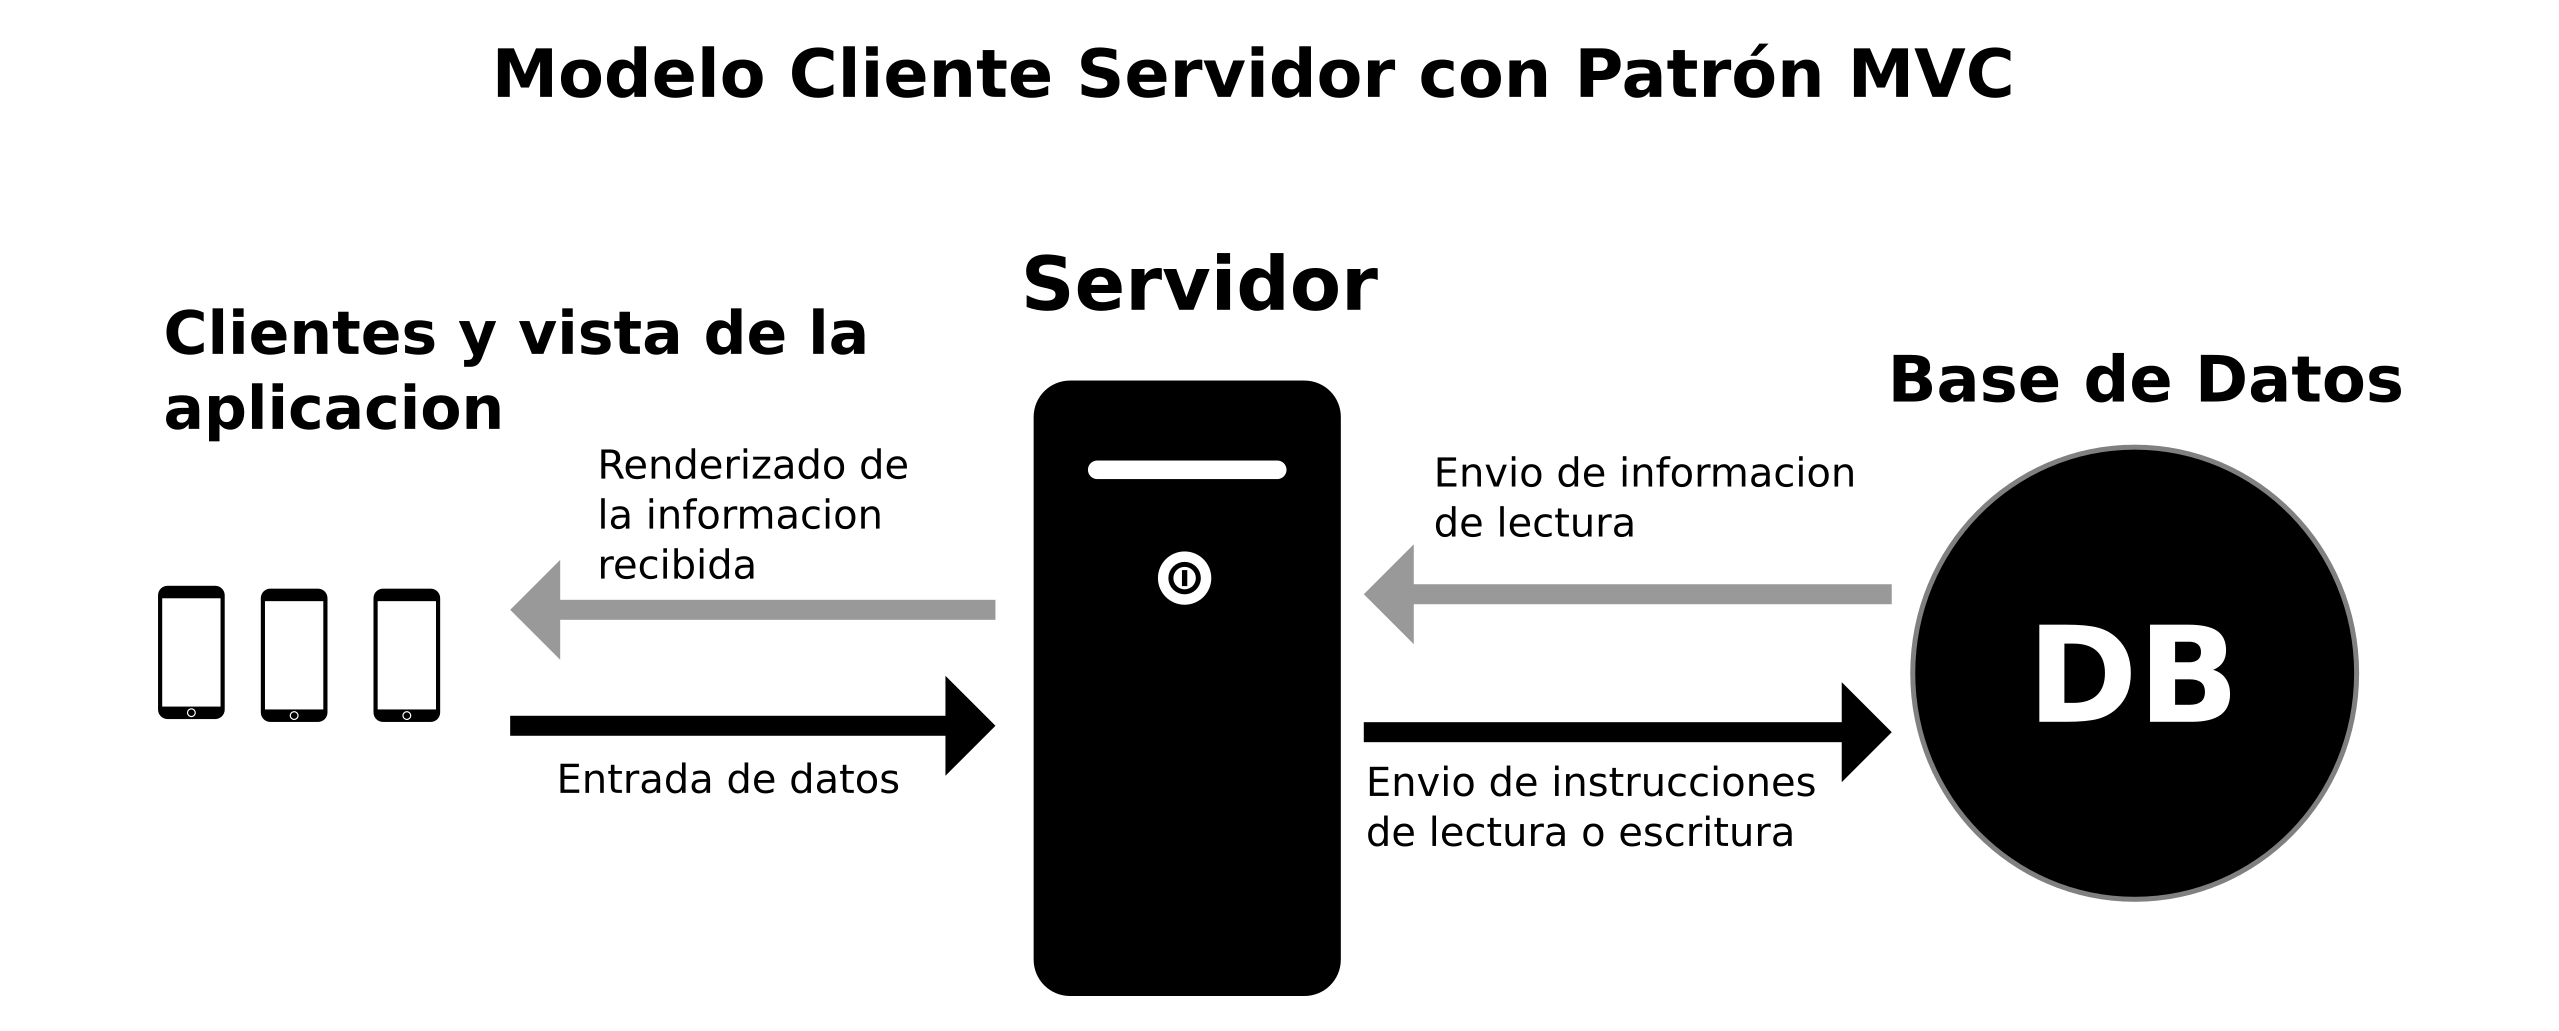 Modelo Cliente Servidor con Patrón MVC
Servidor
Clientes y vista de la
aplicacion
Base de Datos
Renderizado de
la informacion
recibida
Envio de informacion
de lectura
DB
Entrada de datos
Envio de instrucciones
de lectura o escritura